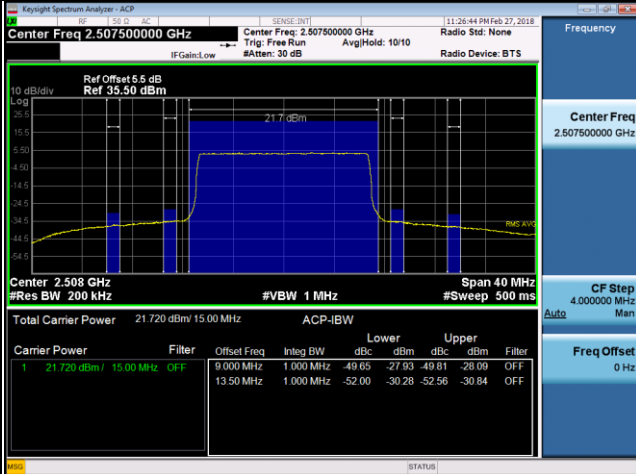 Keysight Spectrum Analyzer - ACP
RF 50 Ω AC SENSE:INT 11:26:44 PM Feb 27, 2018
Center Freq 2.507500000 GHz
Center Freq: 2.507500000 GHz
Radio Std: None
Trig: Free Run Avg|Hold: 10/10
IFGain:Low #Atten: 30 dB Radio Device: BTS
Ref Offset 5.5 dB
10 dB/div Ref 35.50 dBm
Log
25.5
15.5
5.50
-4.50
-14.5
-24.5
-34.5
-44.5
-54.5
21.7 dBm
RMS AVG
Center 2.508 GHz Span 40 MHz
#Res BW 200 kHz #VBW 1 MHz #Sweep 500 ms
Total Carrier Power 21.720 dBm/ 15.00 MHz ACP-IBW
Lower Upper
Carrier Power Filter Offset Freq Integ BW dBc dBm dBc dBm Filter
1 21.720 dBm / 15.00 MHz OFF 9.000 MHz 1.000 MHz -49.65 -27.93 -49.81 -28.09 OFF
13.50 MHz 1.000 MHz -52.00 -30.28 -52.56 -30.84 OFF
MSG STATUS
Frequency
Center Freq
2.507500000 GHz
CF Step
4.000000 MHz
Auto Man
Freq Offset
0 Hz